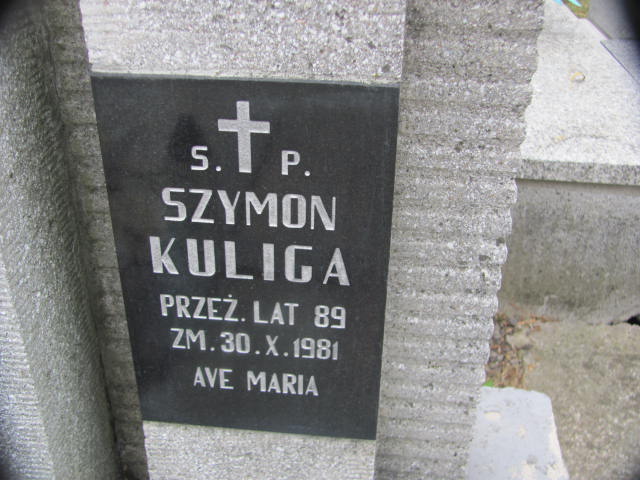 S. P.
SZYMON
KULIGA
PRZEŻ. LAT 89
ZM. 30.X.1981
AVE MARIA